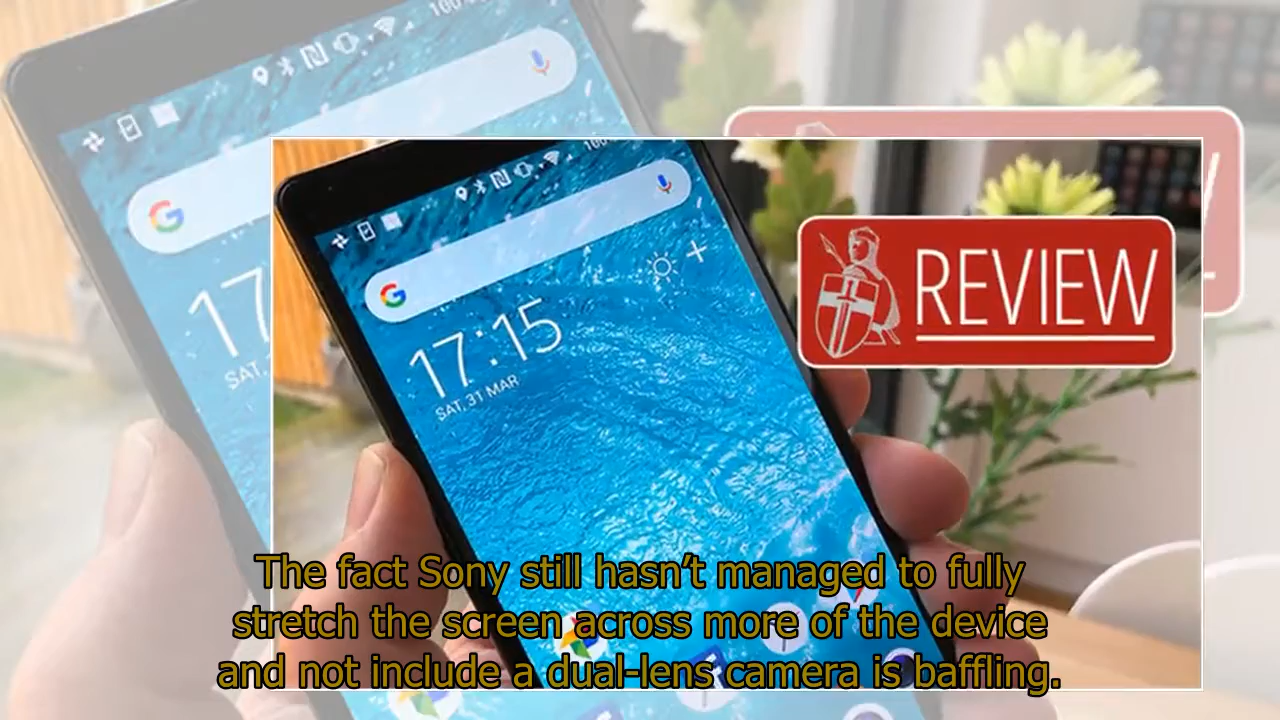 100%
17:15
SAT, 31 MAR
REVIEW
The fact Sony still hasn't managed to fully
stretch the screen across more of the device
and not include a dual-lens camera is baffling.